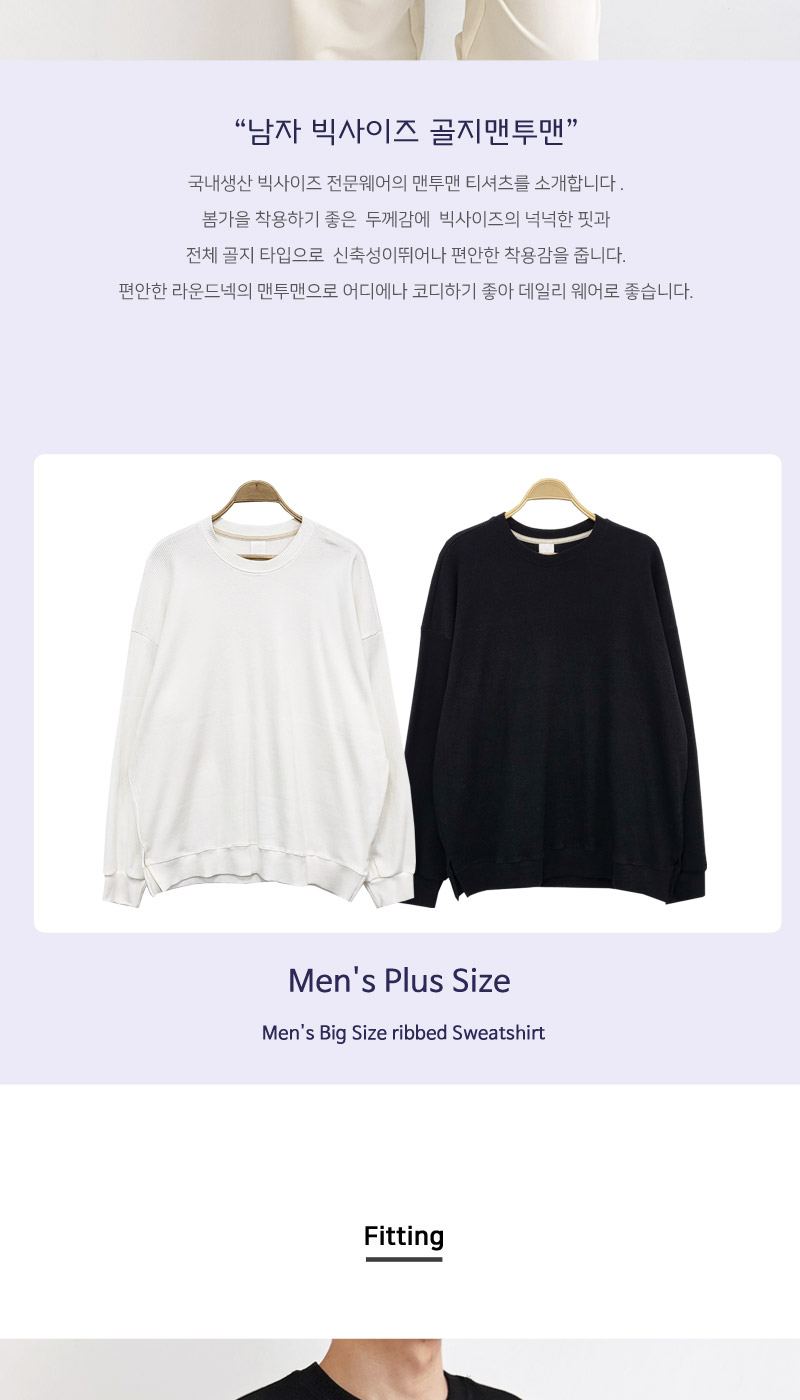 “남자 빅사이즈 골지맨투맨”
국내생산 빅사이즈 전문웨어의 맨투맨 티셔츠를 소개합니다 .
봄가을 착용하기 좋은 두께감에 빅사이즈의 넉넉한 핏과
전체 골지 타입으로 신축성이뛰어나 편안한 착용감을 줍니다.
편안한 라운드넥의 맨투맨으로 어디에나 코디하기 좋아 데일리 웨어로 좋습니다.
Men's Plus Size
Men's Big Size ribbed Sweatshirt
Fitting